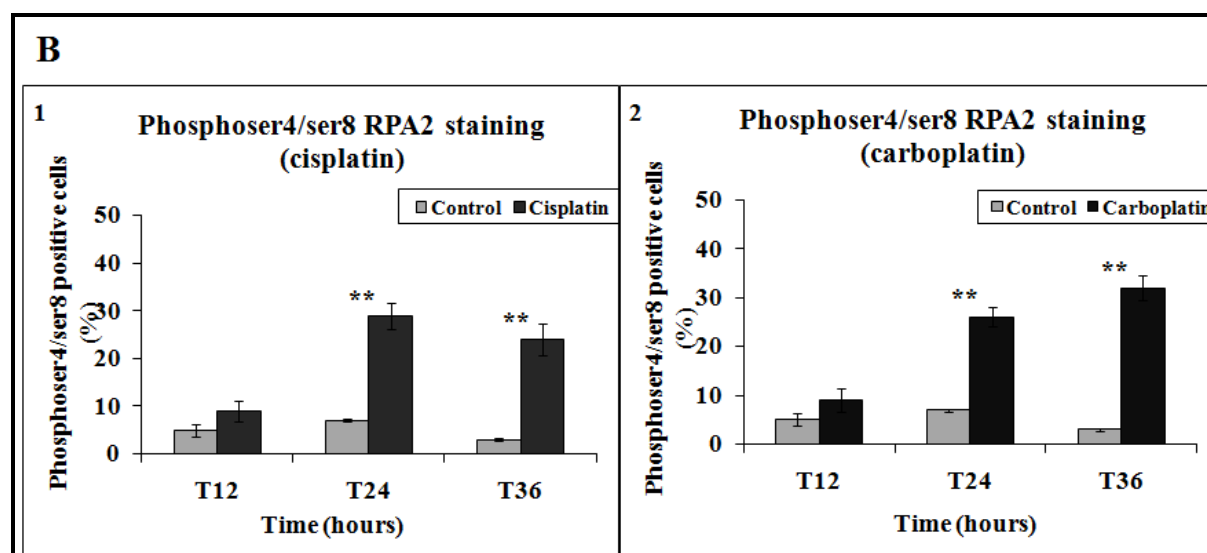 B
1
Phosphoser4/ser8 RPA2 staining
(cisplatin)
Control Cisplatin
Phosphoser4/ser8 positive cells
(%)
50
40
30
20
10
0
**
**
T12 T24 T36
Time (hours)
2
Phosphoser4/ser8 RPA2 staining
(carboplatin)
Control Carboplatin
Phosphoser4/ser8 positive cells
(%)
50
40
30
20
10
0
**
**
T12 T24 T36
Time (hours)